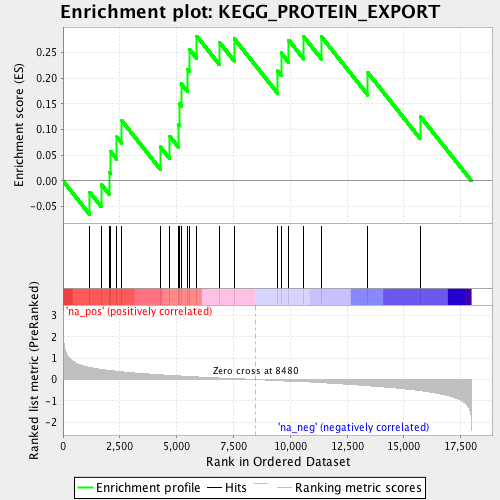 Enrichment plot: KEGG_PROTEIN_EXPORT
Enrichment score (ES)
0.25
0.20
0.15
0.10
0.05
0.00
-0.05
'na_pos' (positively correlated)
Ranked list metric (PreRanked)
3
2
1
0
-1
-2
Zero cross at 8480
'na_neg' (negatively correlated)
0
2,500
5,000
7,500
10,000
12,500
15,000
17,500
Rank in Ordered Dataset
Enrichment profile
Hits
Ranking metric scores